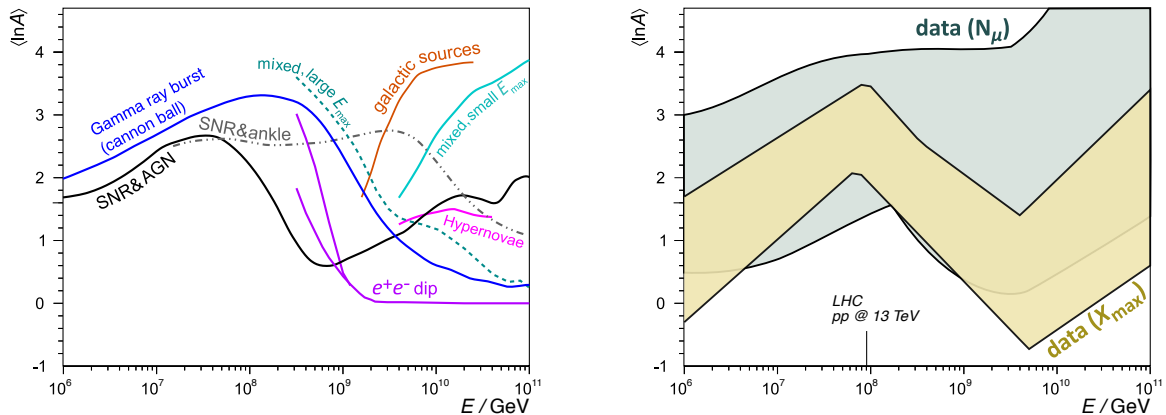 ⟨lnA⟩
4
3
2
1
0
-1
10⁶
10⁷
10⁸
10⁹
10¹⁰
10¹¹
E / GeV
Gamma ray burst
(cannon ball)
SNR&AGN
SNR&ankle
mixed, large E_max
galactic sources
mixed, small E_max
Hypernovae
e⁺e⁻ dip
⟨lnA⟩
4
3
2
1
0
-1
10⁶
10⁷
10⁸
10⁹
10¹⁰
10¹¹
E / GeV
data (N_μ)
LHC
pp @ 13 TeV
data (X_max)